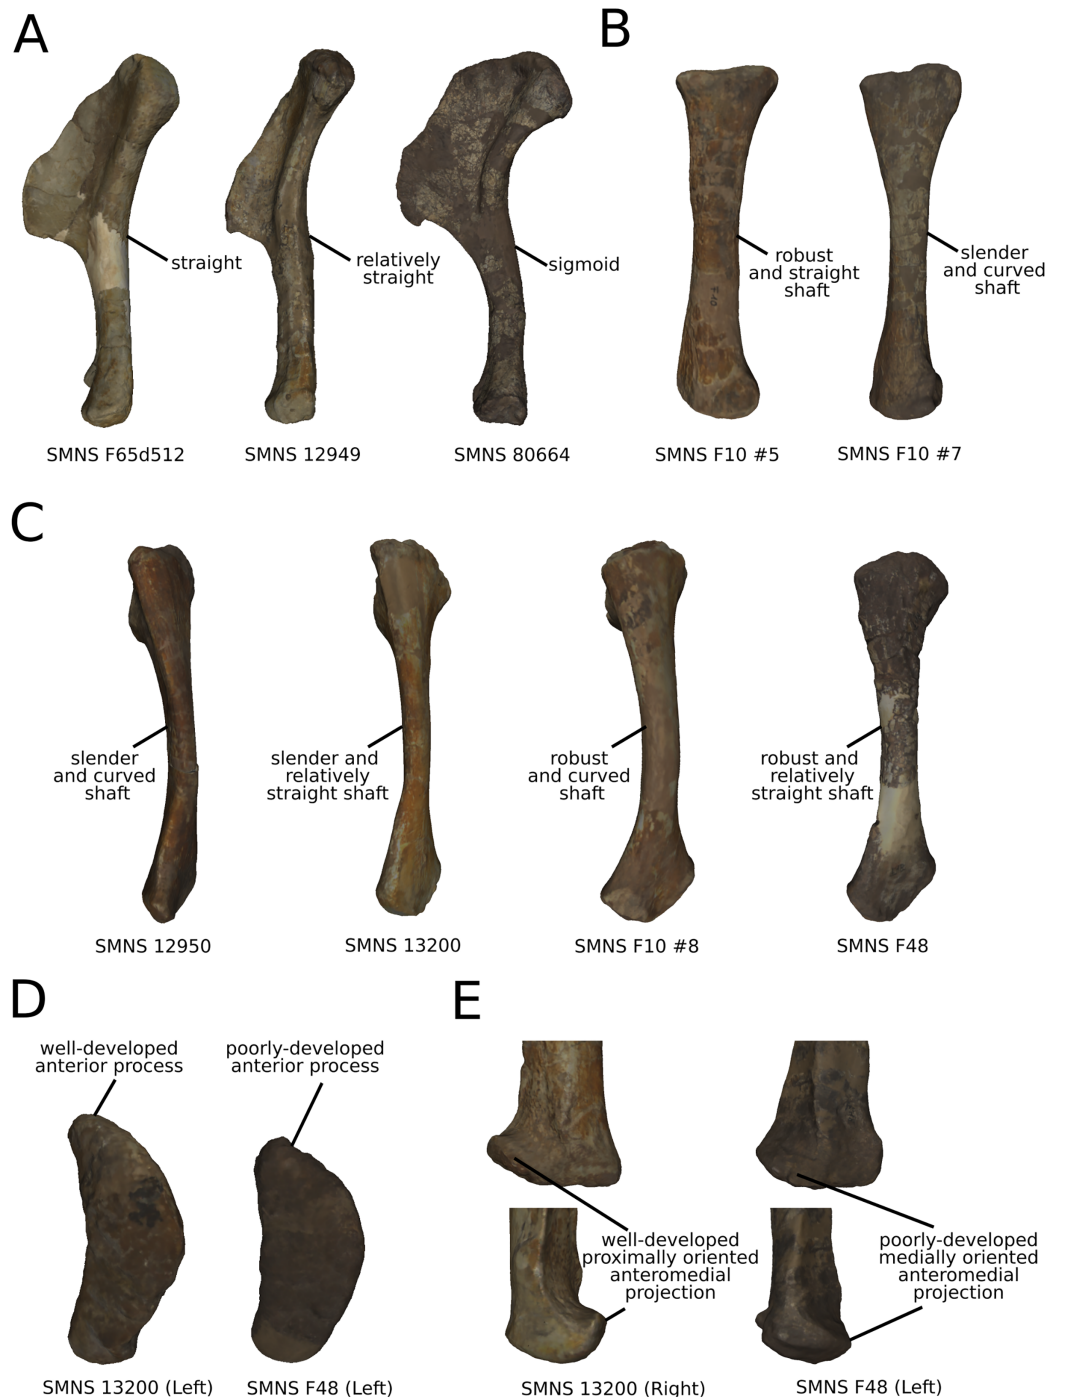 A
B
straight
relatively
straight
sigmoid
robust
and straight
shaft
slender
and curved
shaft
SMNS F65d512
SMNS 12949
SMNS 80664
SMNS F10 #5
SMNS F10 #7
C
slender
and curved
shaft
slender and
relatively
straight shaft
robust
and curved
shaft
robust and
relatively
straight shaft
SMNS 12950
SMNS 13200
SMNS F10 #8
SMNS F48
D
E
well-developed
anterior process
poorly-developed
anterior process
well-developed
proximally oriented
anteromedial
projection
poorly-developed
medially oriented
anteromedial
projection
SMNS 13200 (Left)
SMNS F48 (Left)
SMNS 13200 (Right)
SMNS F48 (Left)